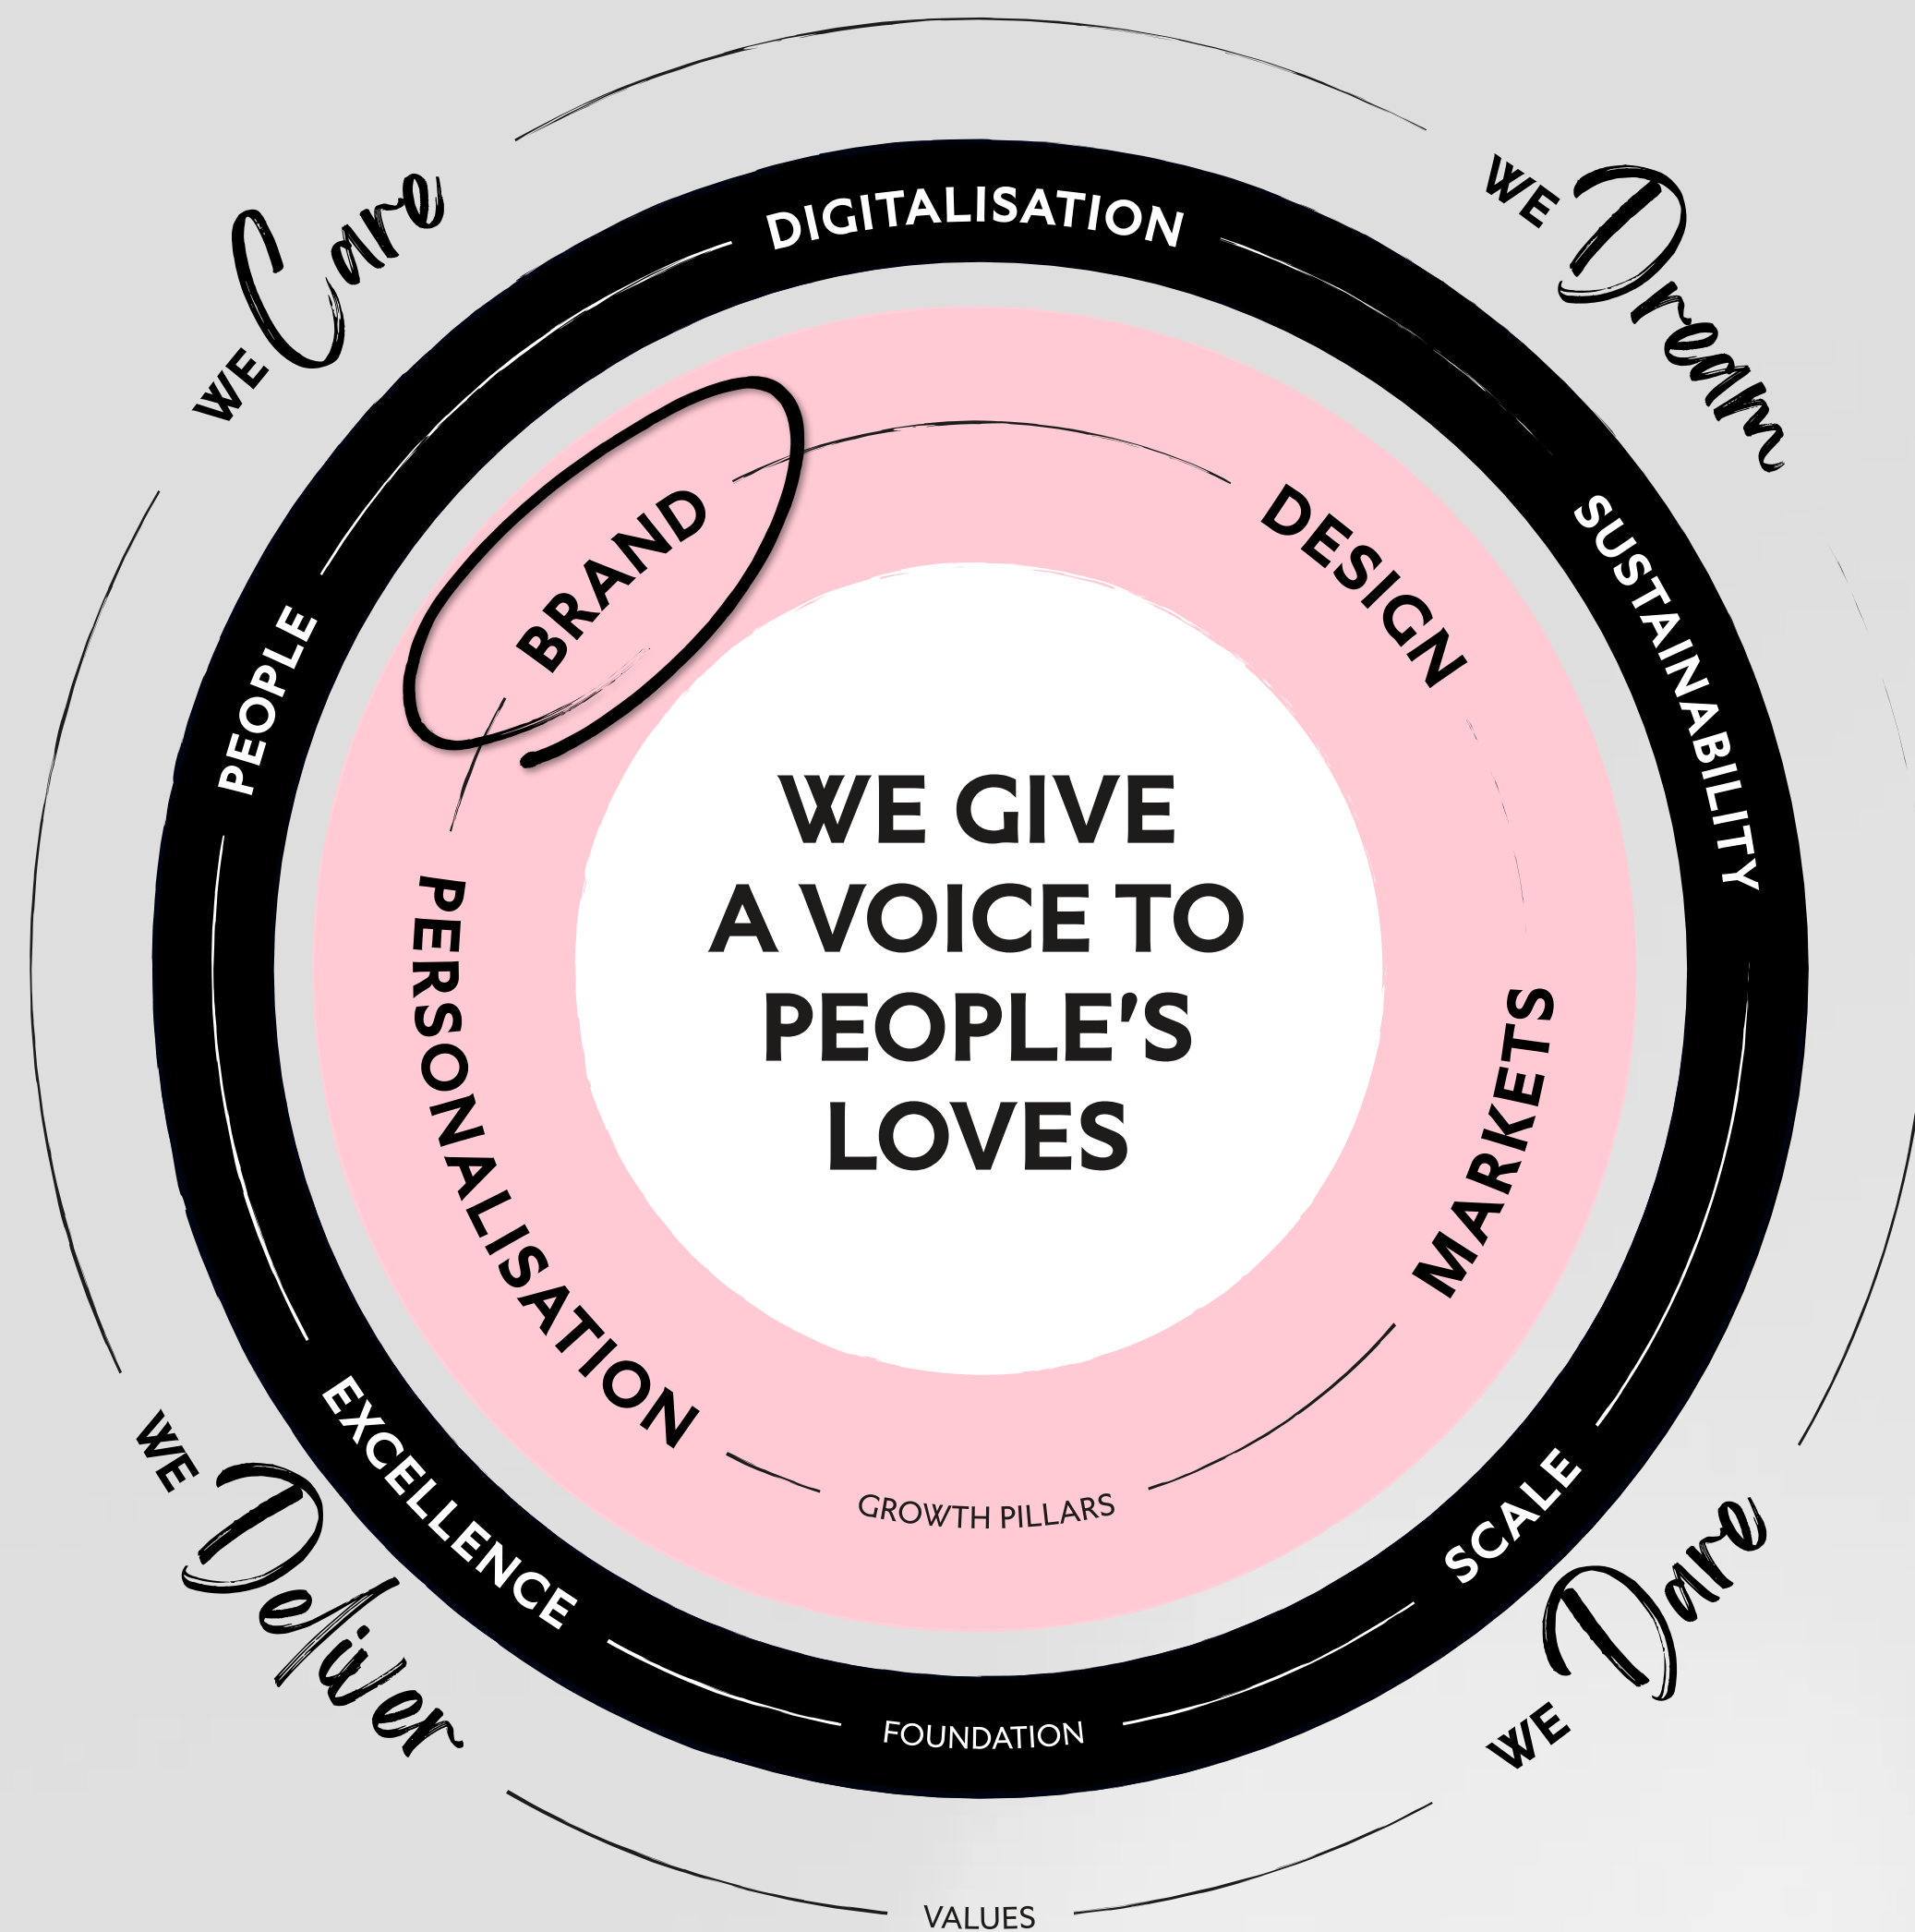 WE Care
WE Dream
DIGITALISATION
SUSTAINABILITY
PEOPLE
BRAND
DESIGN
WE GIVE
A VOICE TO
PEOPLE'S
LOVES
PERSONALISATION
MARKETS
GROWTH PILLARS
EXCELLENCE
SCALE
FOUNDATION
WE Deliver
WE Dare
VALUES